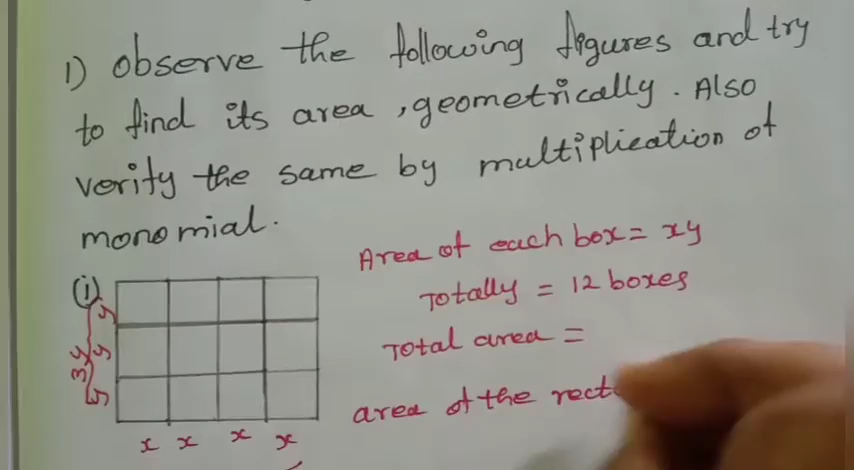 1) observe the following figures and try
to find its area, geometrically. Also
verify the same by multiplication of
monomial.
(i)
y
y
y
3y
x x x x
Area of each box = xy
Totally = 12 boxes
Total area =
area of the rect